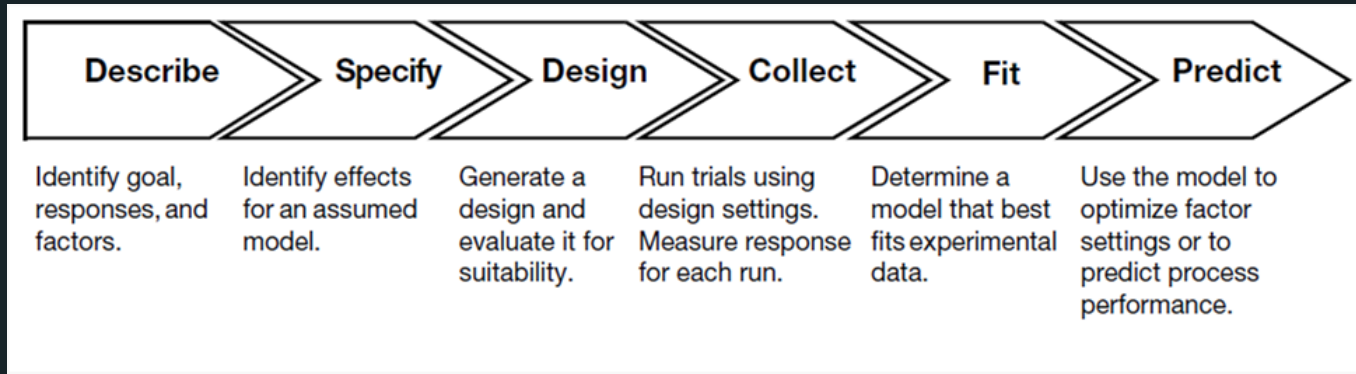 Describe
Specify
Design
Collect
Fit
Predict
Identify goal,
responses, and
factors.
Identify effects
for an assumed
model.
Generate a
design and
evaluate it for
suitability.
Run trials using
design settings.
Measure response
for each run.
Determine a
model that best
fits experimental
data.
Use the model to
optimize factor
settings or to
predict process
performance.